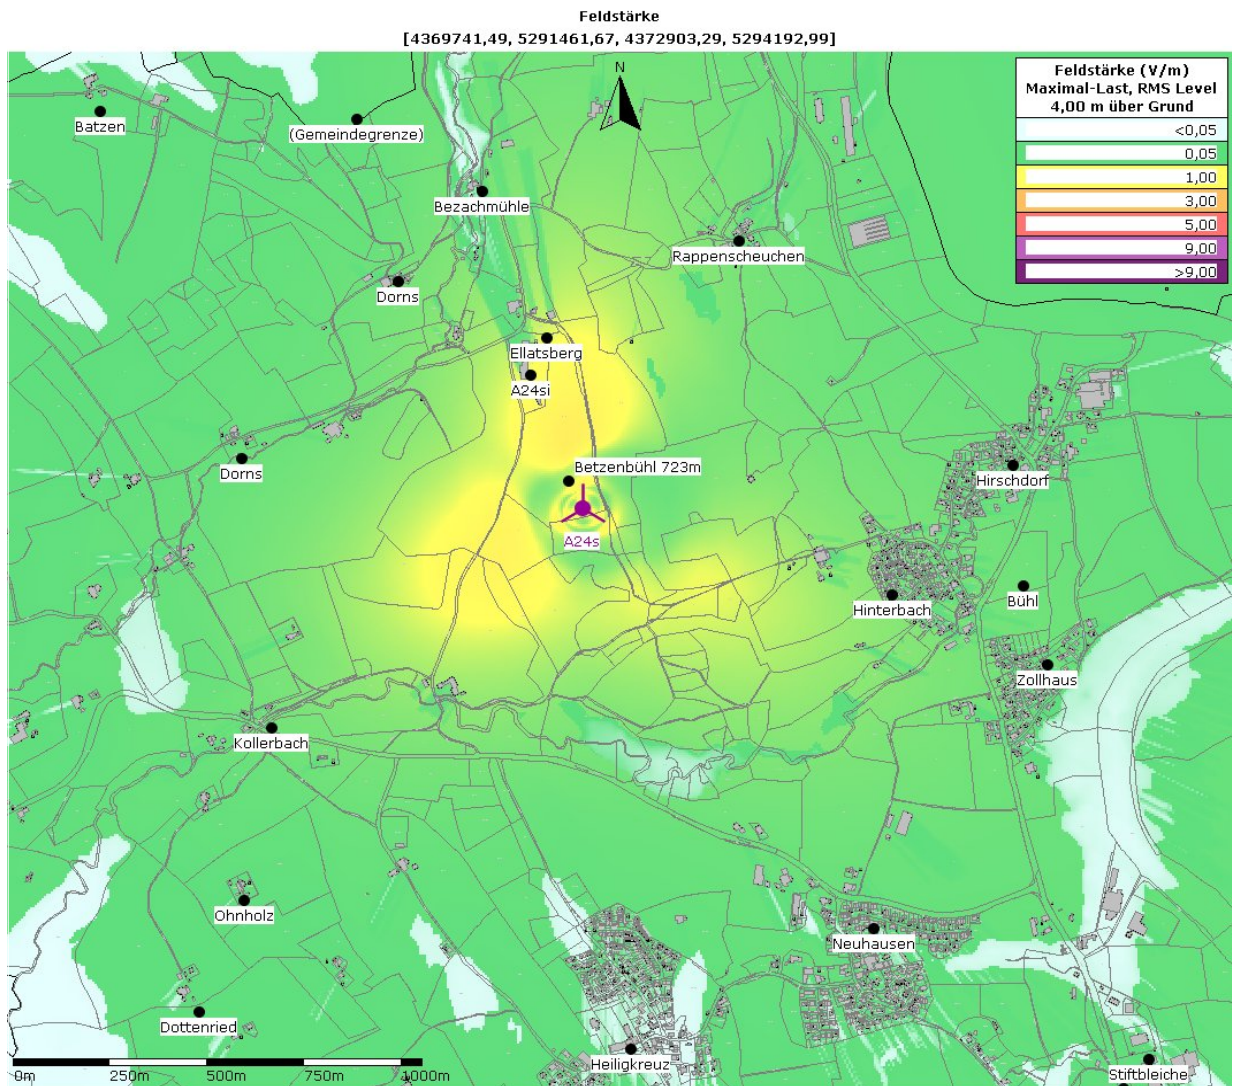 Feldstärke
[4369741,49, 5291461,67, 4372903,29, 5294192,99]
N
Feldstärke (V/m)
Maximal-Last, RMS Level
4,00 m über Grund
<0,05
0,05
1,00
3,00
5,00
9,00
>9,00
Batzen
(Gemeindegrenze)
Bezachmühle
Rappenscheuchen
Dorns
Ellatsberg
A24si
Dorns
Betzenbühl 723m
Hirschdorf
A24s
Hinterbach
Bühl
Zollhaus
Kollerbach
Ohnholz
Neuhausen
Dottenried
Heiligkreuz
Stiftbleiche
0m
250m
500m
750m
1000m